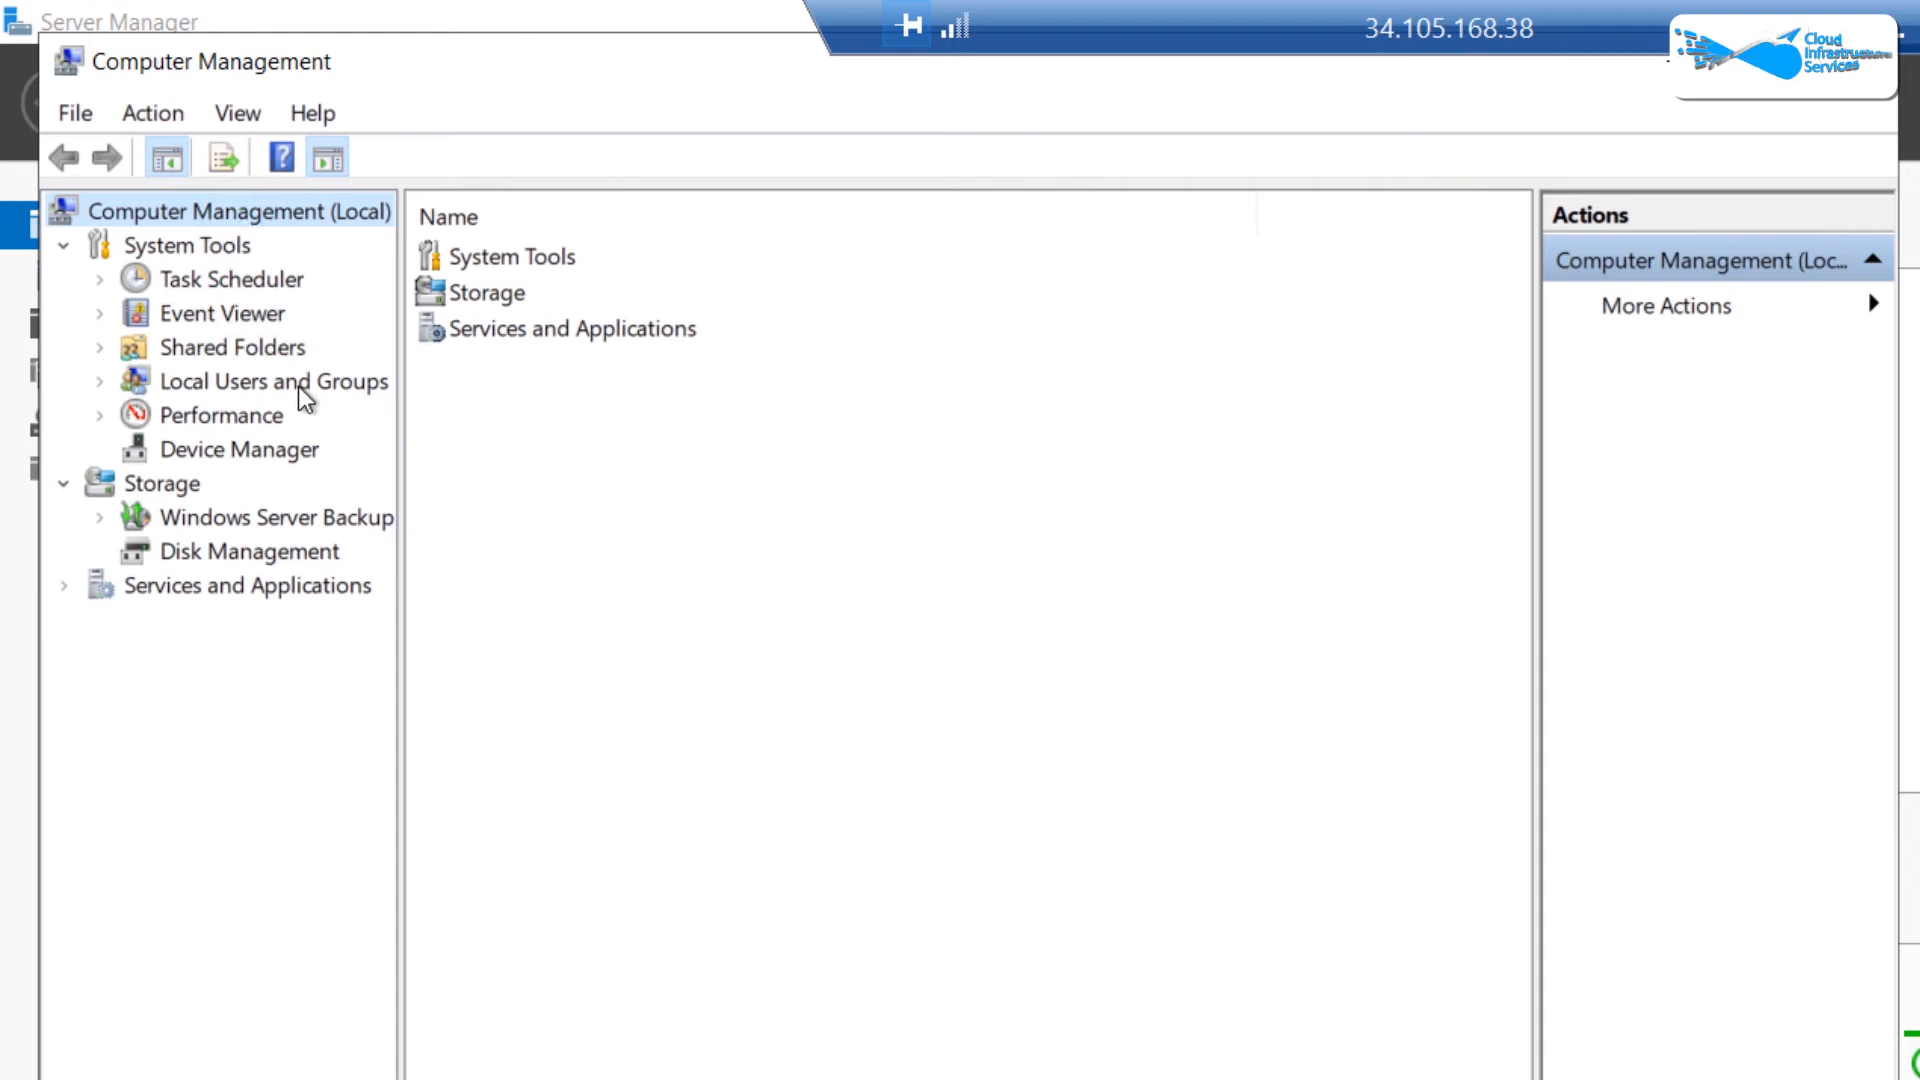 Server Manager
34.105.168.38
Cloud
Infrastructure
Services
Computer Management
File Action View Help
Computer Management (Local)
System Tools
Task Scheduler
Event Viewer
Shared Folders
Local Users and Groups
Performance
Device Manager
Storage
Windows Server Backup
Disk Management
Services and Applications
Name
System Tools
Storage
Services and Applications
Actions
Computer Management (Loc...
More Actions